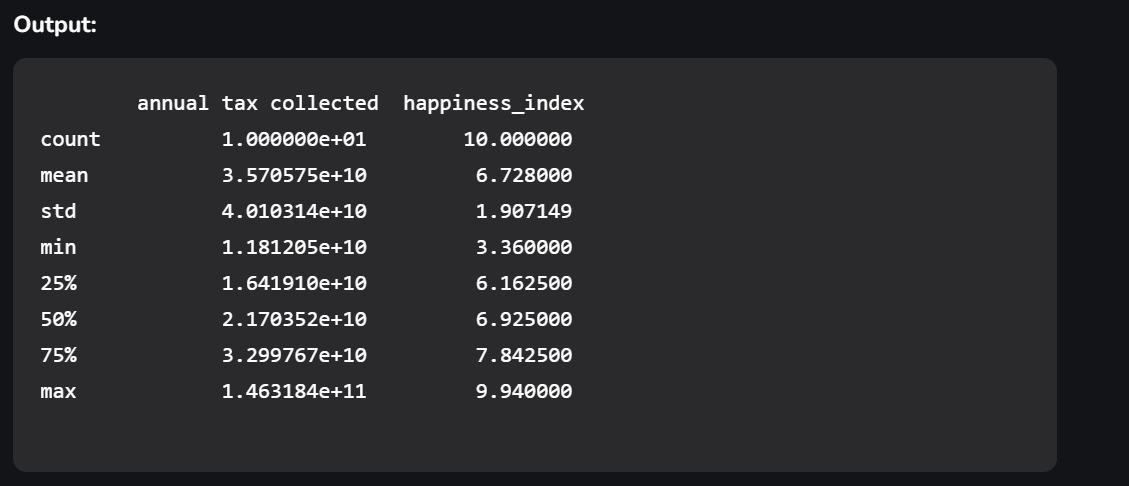 Output:
annual tax collected happiness_index
count 1.000000e+01 10.000000
mean 3.570575e+10 6.728000
std 4.010314e+10 1.907149
min 1.181205e+10 3.360000
25% 1.641910e+10 6.162500
50% 2.170352e+10 6.925000
75% 3.299767e+10 7.842500
max 1.463184e+11 9.940000